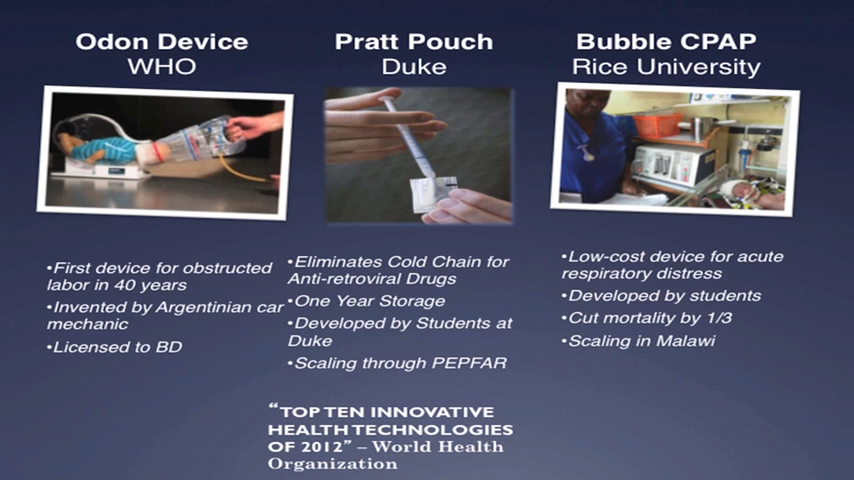 Odon Device
WHO
•First device for obstructed
labor in 40 years
•Invented by Argentinian car
mechanic
•Licensed to BD
Pratt Pouch
Duke
•Eliminates Cold Chain for
Anti-retroviral Drugs
•One Year Storage
•Developed by Students at
Duke
•Scaling through PEPFAR
Bubble CPAP
Rice University
•Low-cost device for acute
respiratory distress
•Developed by students
•Cut mortality by 1/3
•Scaling in Malawi
“TOP TEN INNOVATIVE
HEALTH TECHNOLOGIES
OF 2012” – World Health
Organization